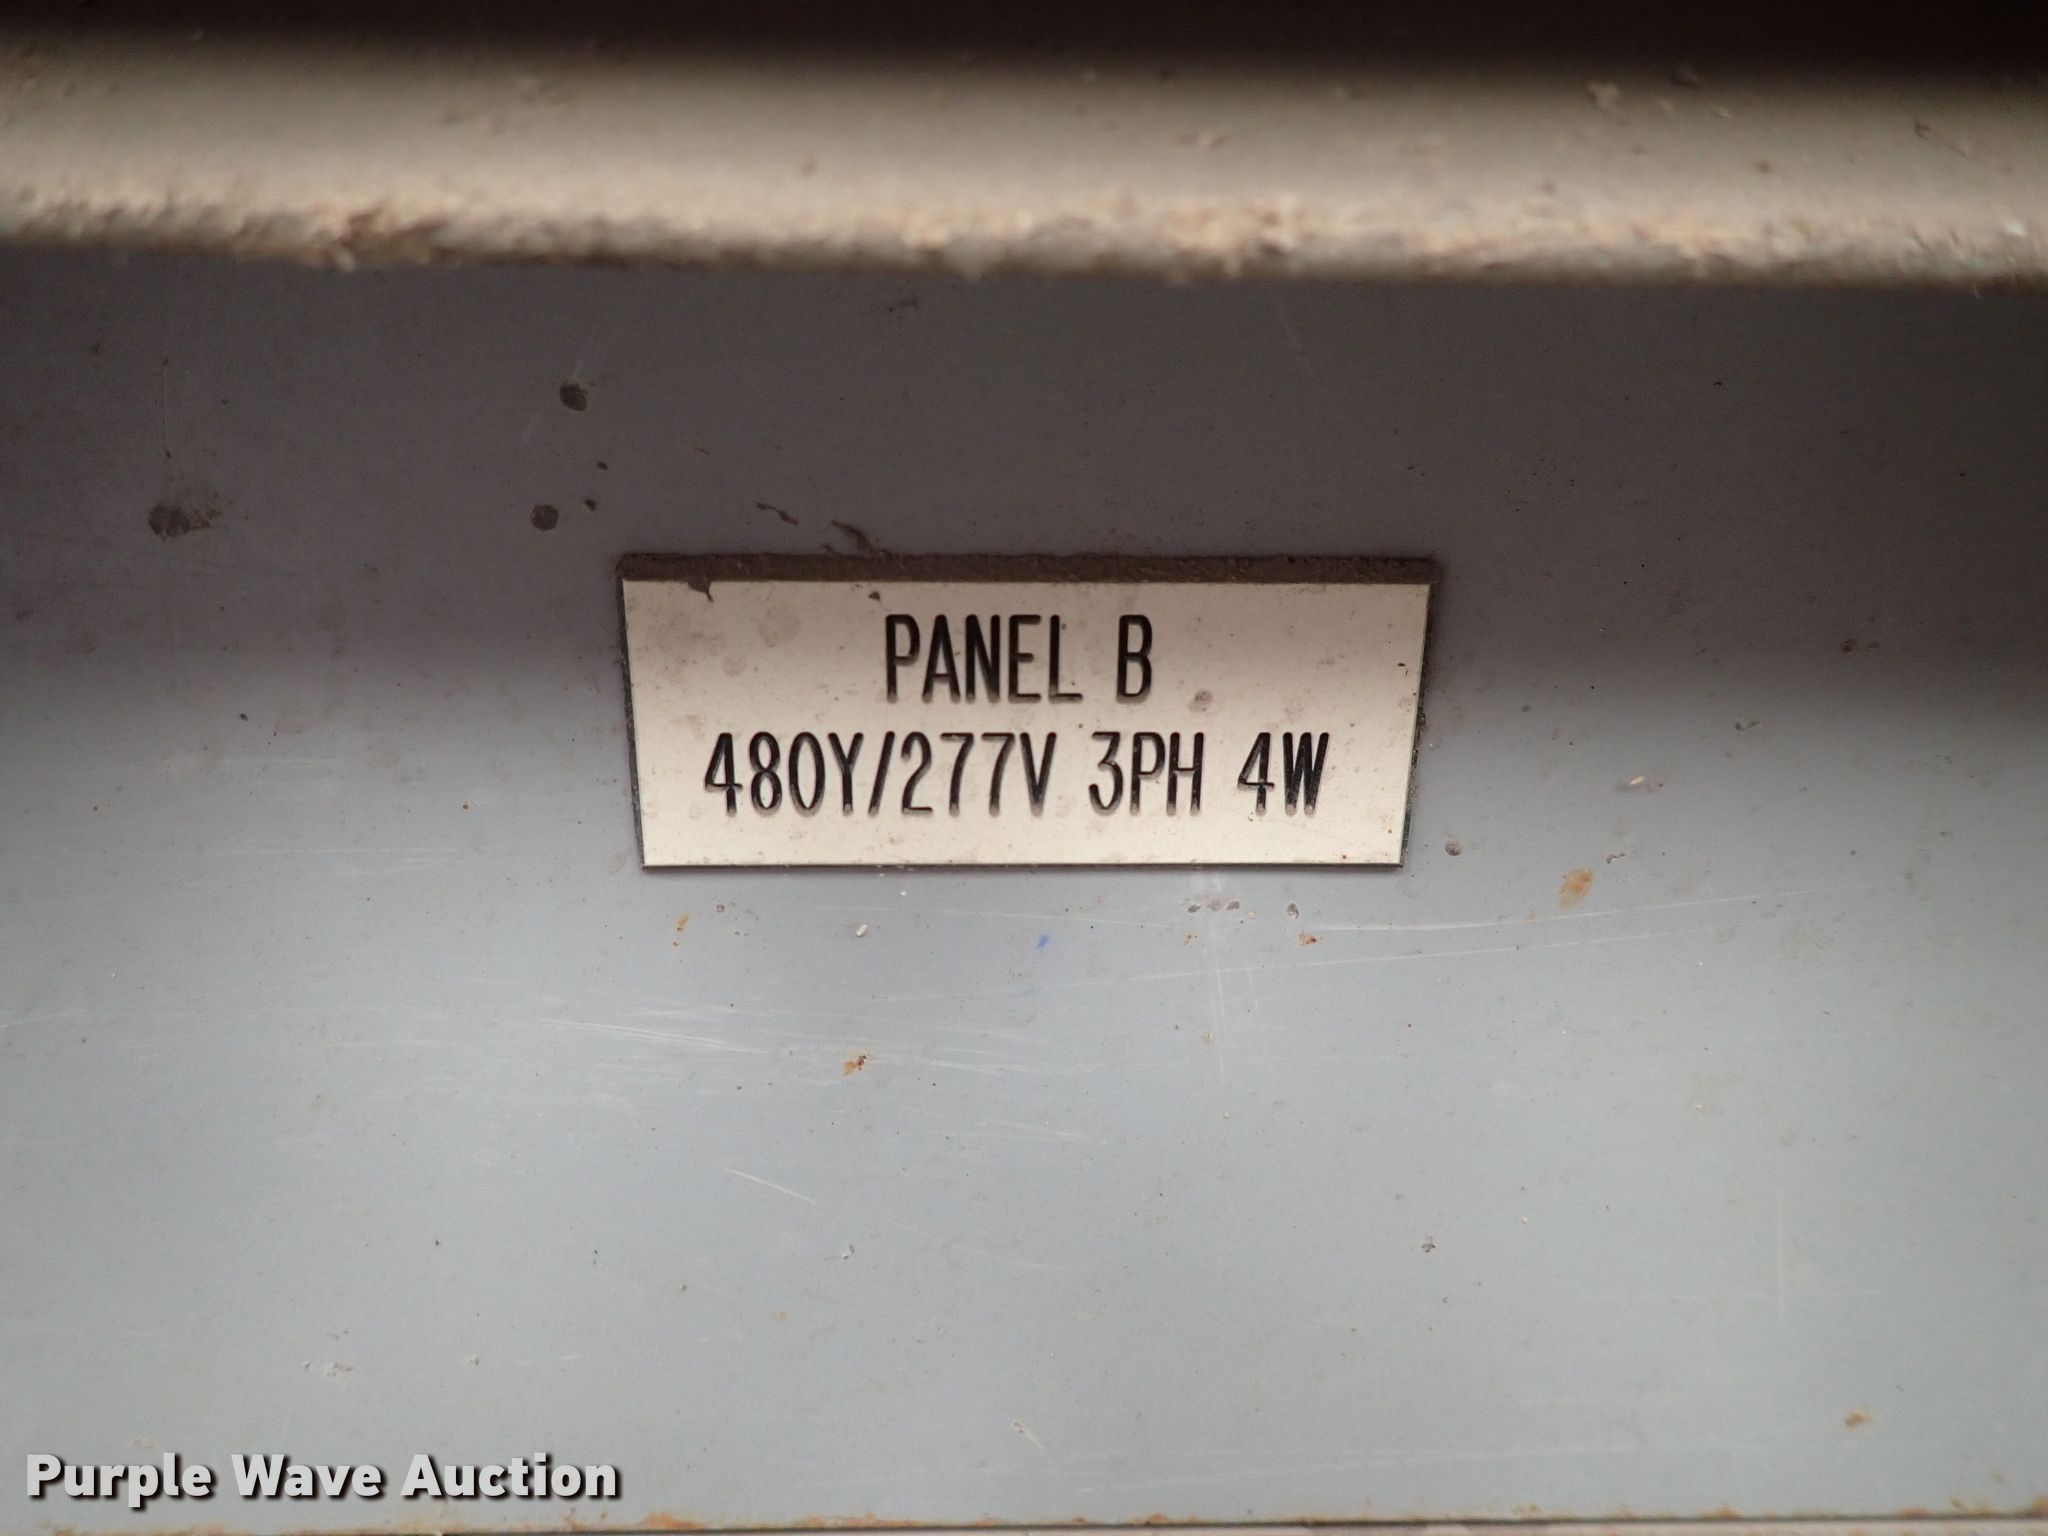 PANEL B
480Y/277V 3PH 4W
Purple Wave Auction